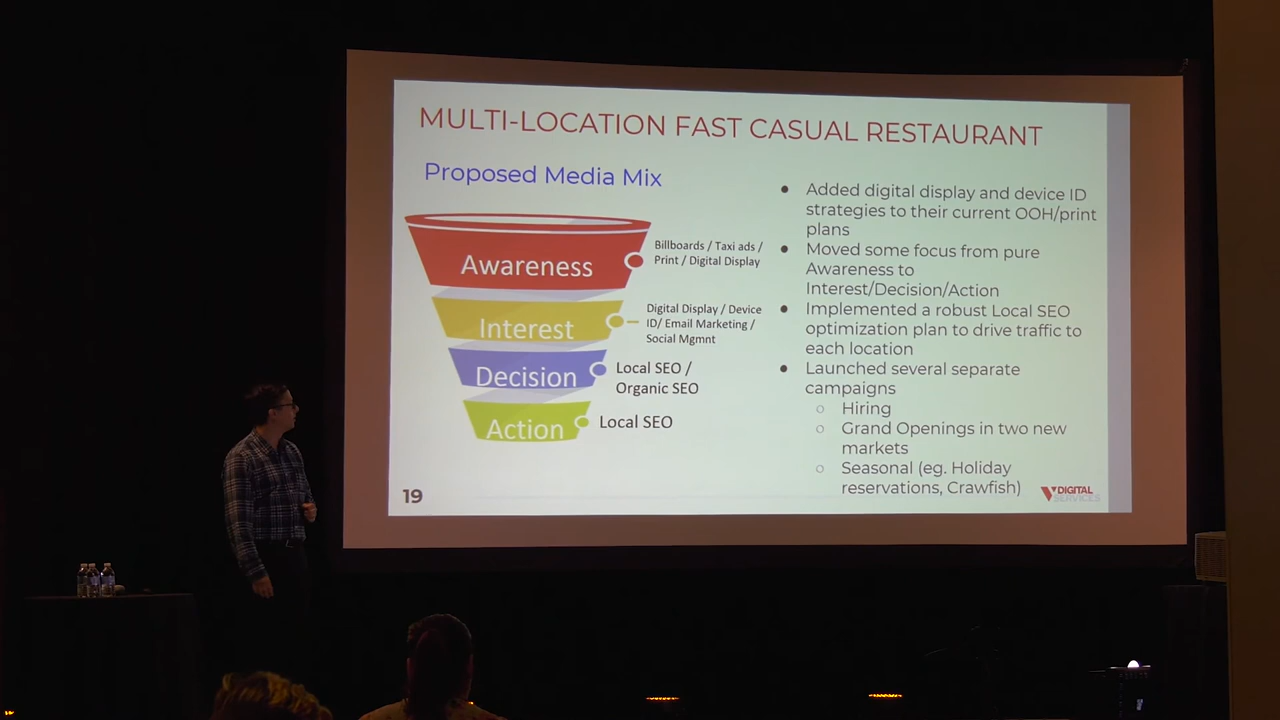 MULTI-LOCATION FAST CASUAL RESTAURANT
Proposed Media Mix
Awareness
Billboards / Taxi ads /
Print / Digital Display
Interest
Digital Display / Device
ID/ Email Marketing /
Social Mgmnt
Decision
Local SEO /
Organic SEO
Action
Local SEO
● Added digital display and device ID
strategies to their current OOH/print
plans
● Moved some focus from pure
Awareness to
Interest/Decision/Action
● Implemented a robust Local SEO
optimization plan to drive traffic to
each location
● Launched several separate
campaigns
○ Hiring
○ Grand Openings in two new
markets
○ Seasonal (eg. Holiday
reservations, Crawfish)
19
DIGITAL
SERVICES